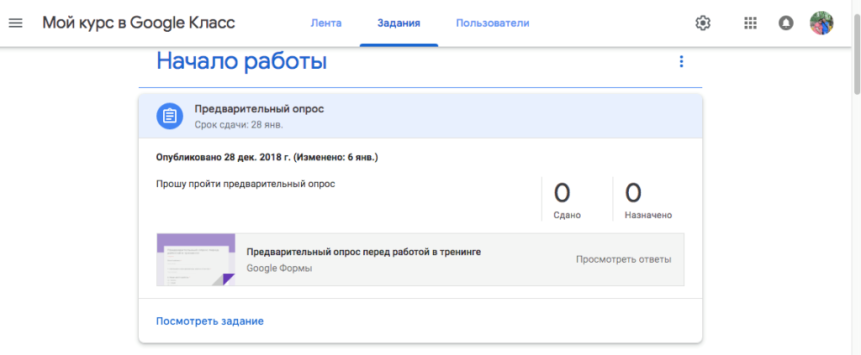 Мой курс в Google Класс
Лента
Задания
Пользователи
Начало работы
Предварительный опрос
Срок сдачи: 28 янв.
Опубликовано 28 дек. 2018 г. (Изменено: 6 янв.)
Прошу пройти предварительный опрос
0
Сдано
0
Назначено
Предварительный опрос перед работой в тренинге
Google Формы
Просмотреть ответы
Посмотреть задание